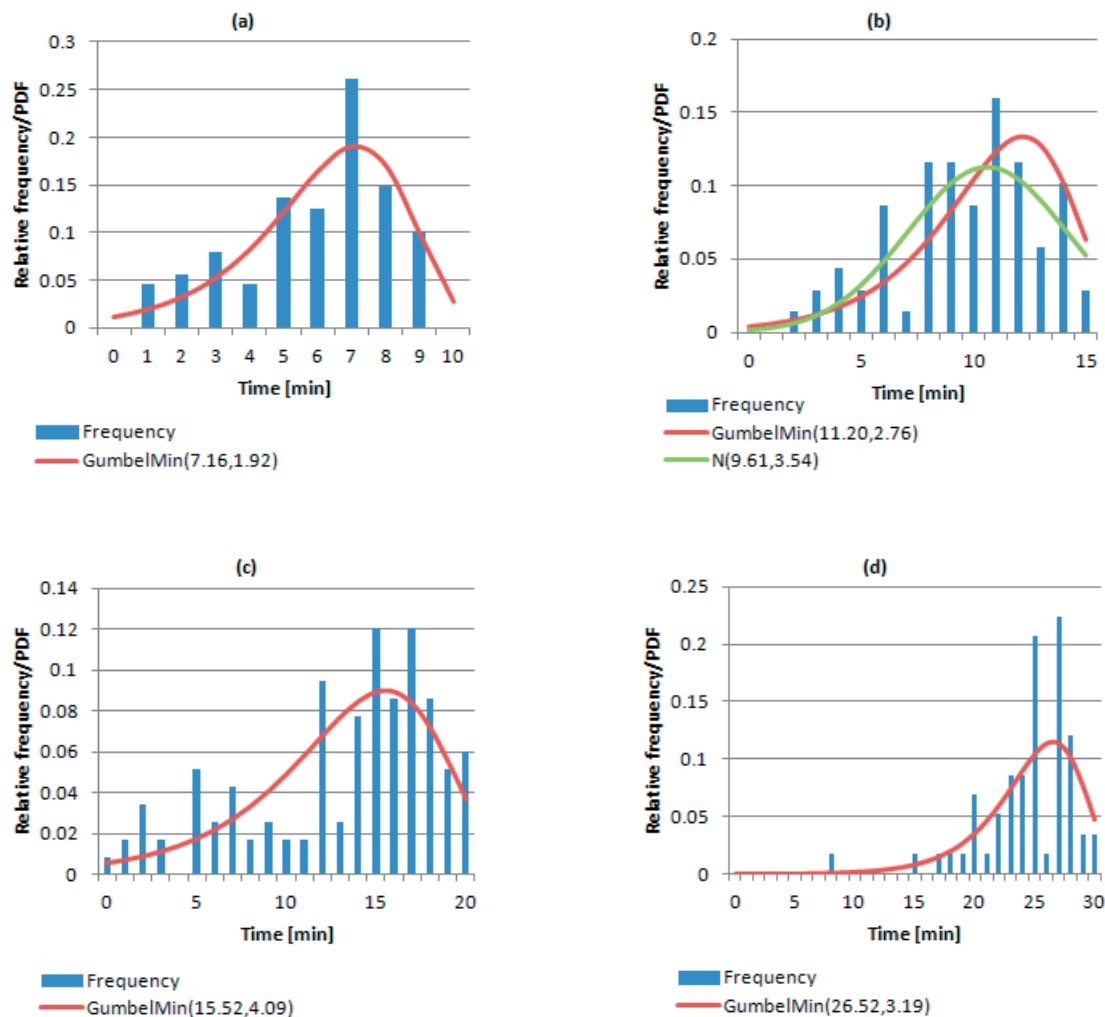 (a)
Relative frequency/PDF
0.3
0.25
0.2
0.15
0.1
0.05
0
0 1 2 3 4 5 6 7 8 9 10
Time [min]
Frequency
GumbelMin(7.16,1.92)
(b)
Relative frequency/PDF
0.2
0.15
0.1
0.05
0
0 5 10 15
Time [min]
Frequency
GumbelMin(11.20,2.76)
N(9.61,3.54)
(c)
Relative frequency/PDF
0.14
0.12
0.1
0.08
0.06
0.04
0.02
0
0 5 10 15 20
Time [min]
Frequency
GumbelMin(15.52,4.09)
(d)
Relative frequency/PDF
0.25
0.2
0.15
0.1
0.05
0
0 5 10 15 20 25 30
Time [min]
Frequency
GumbelMin(26.52,3.19)